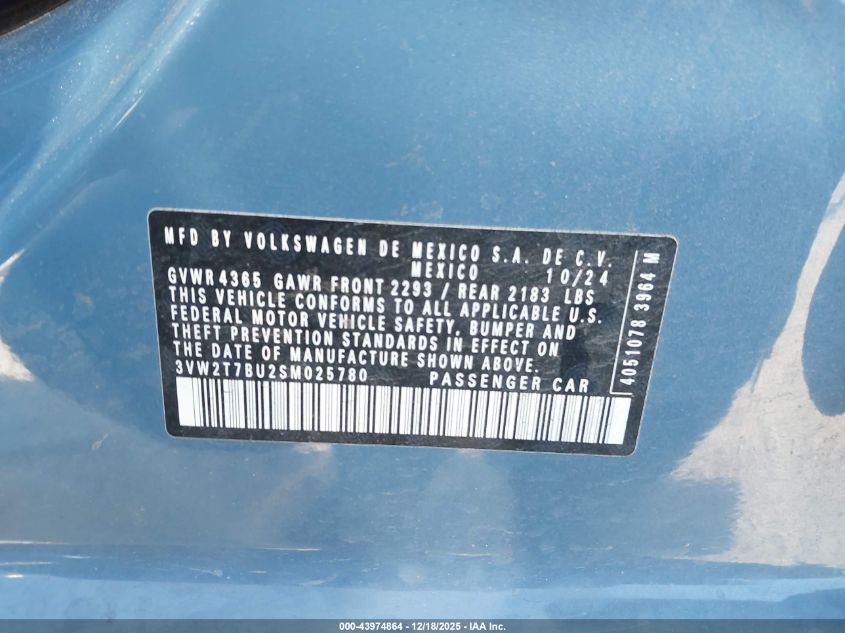 MFD BY VOLKSWAGEN DE MEXICO S.A. DE C.V.
MEXICO 10/24
GVWR 4365 GAWR FRONT 2293 / REAR 2183 LBS
THIS VEHICLE CONFORMS TO ALL APPLICABLE U.S.
FEDERAL MOTOR VEHICLE SAFETY, BUMPER AND
THEFT PREVENTION STANDARDS IN EFFECT ON
THE DATE OF MANUFACTURE SHOWN ABOVE.
3VW2T7BU2SM025780 PASSENGER CAR
4051078 3964 M
000-43974864 - 12/18/2025 - IAA Inc.